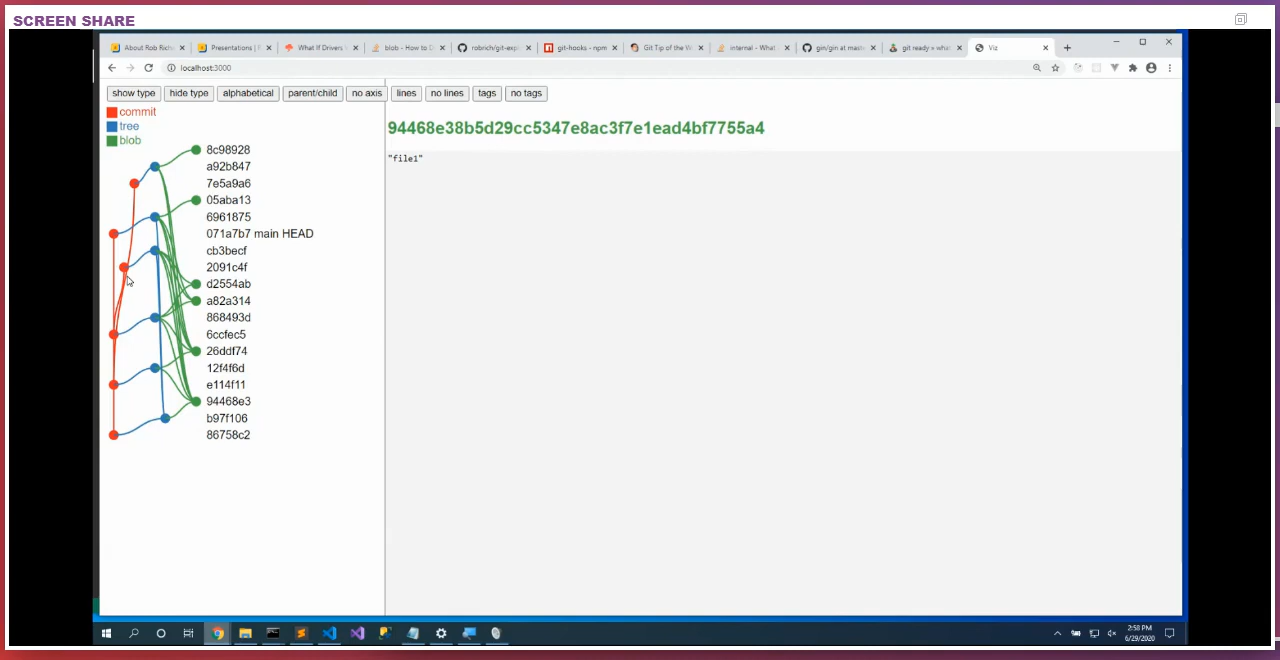 SCREEN SHARE
About Rob Rich
Presentations |
What If Drivers
blob - How to D
robrich/git-exp
git-hooks - npm
Git Tip of the W
internal - What
gin/gin at maste
git ready » wha
Viz
localhost:3000
show type hide type alphabetical parent/child no axis lines no lines tags no tags
commit
tree
blob
94468e38b5d29cc5347e8ac3f7e1ead4bf7755a4
"file1"
8c98928
a92b847
7e5a9a6
05aba13
6961875
071a7b7 main HEAD
cb3becf
2091c4f
d2554ab
a82a314
868493d
6ccfec5
26ddf74
12f4f6d
e114f11
94468e3
b97f106
86758c2
2:58 PM
6/29/2020